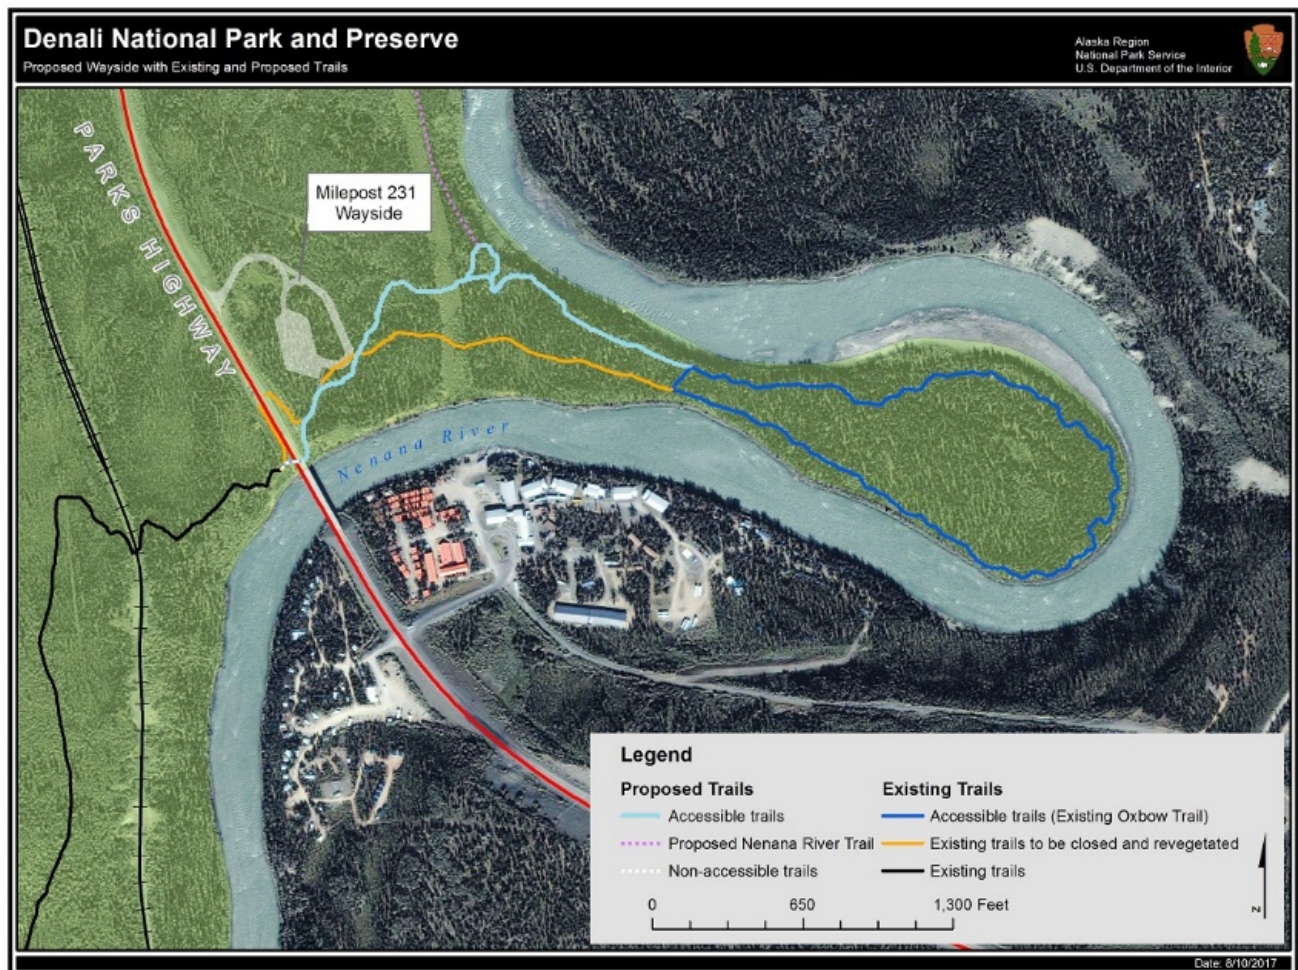 Denali National Park and Preserve
Proposed Wayside with Existing and Proposed Trails
Alaska Region
National Park Service
U.S. Department of the Interior
PARKS HIGHWAY
Milepost 231
Wayside
Nenana River
Legend
Proposed Trails
Accessible trails
Proposed Nenana River Trail
Non-accessible trails
Existing Trails
Accessible trails (Existing Oxbow Trail)
Existing trails to be closed and revegetated
Existing trails
0 650 1,300 Feet
N
Date: 8/10/2017